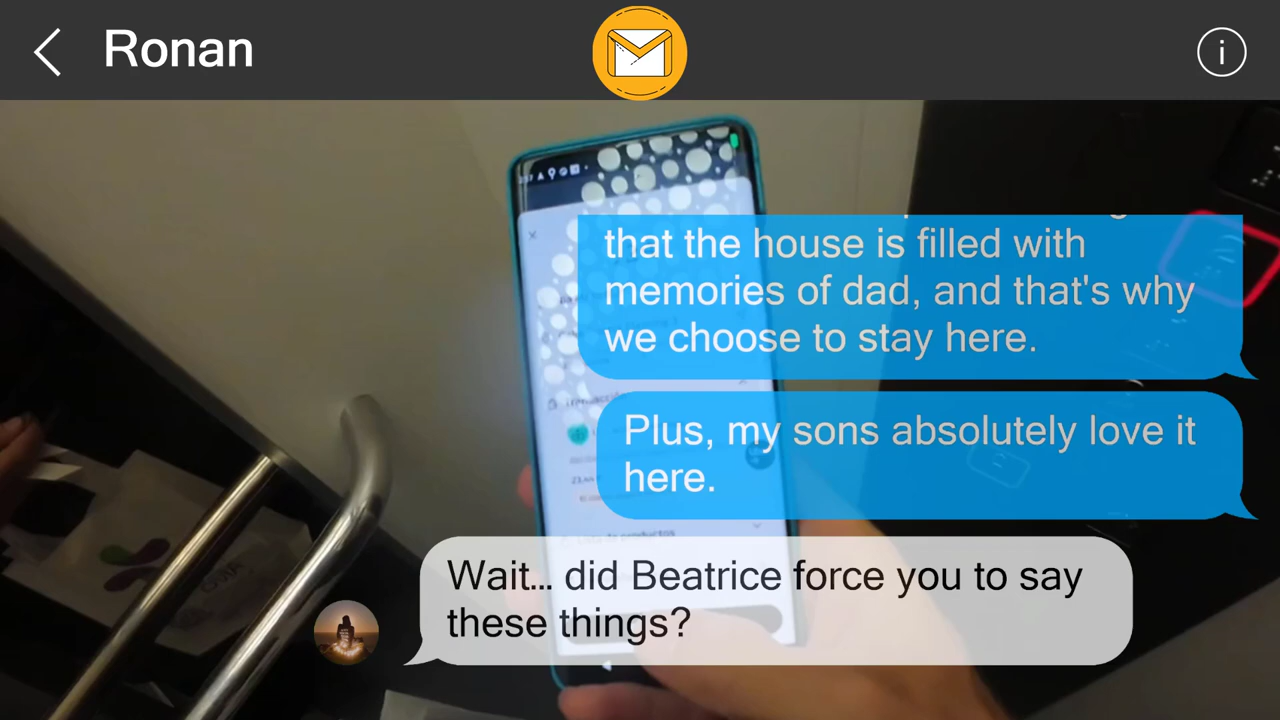 Ronan
i
that the house is filled with
memories of dad, and that's why
we choose to stay here.
Plus, my sons absolutely love it
here.
Wait... did Beatrice force you to say
these things?